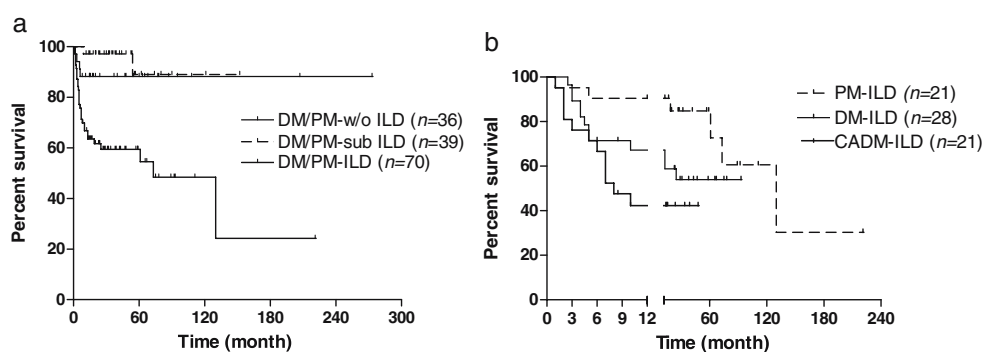 a
Percent survival
100
80
60
40
20
0
0 60 120 180 240 300
Time (month)
DM/PM-w/o ILD (n=36)
DM/PM-sub ILD (n=39)
DM/PM-ILD (n=70)
b
Percent survival
100
80
60
40
20
0
0 3 6 9 12 60 120 180 240
Time (month)
PM-ILD (n=21)
DM-ILD (n=28)
CADM-ILD (n=21)